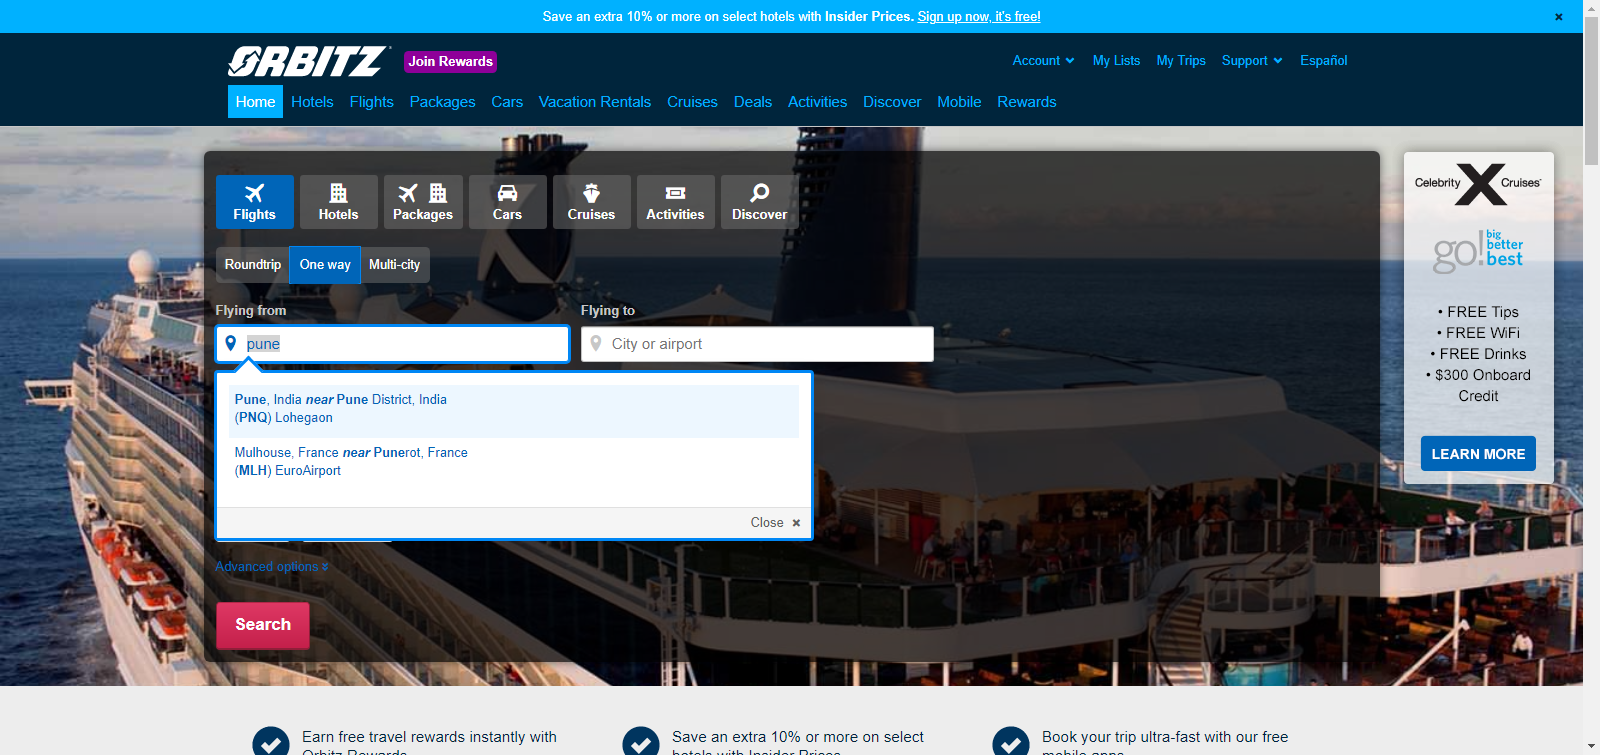 Save an extra 10% or more on select hotels with Insider Prices. Sign up now, it's free!
ORBITZ
Join Rewards
Account
My Lists
My Trips
Support
Español
Home
Hotels
Flights
Packages
Cars
Vacation Rentals
Cruises
Deals
Activities
Discover
Mobile
Rewards
Flights
Hotels
Packages
Cars
Cruises
Activities
Discover
Roundtrip
One way
Multi-city
Flying from
Flying to
pune
City or airport
Pune, India near Pune District, India
(PNQ) Lohegaon
Mulhouse, France near Punerot, France
(MLH) EuroAirport
Close
Advanced options
Search
Celebrity X Cruises
go! big
better
best
• FREE Tips
• FREE WiFi
• FREE Drinks
• $300 Onboard
Credit
LEARN MORE
Earn free travel rewards instantly with
Orbitz Rewards
Save an extra 10% or more on select
hotels with Insider Prices
Book your trip ultra-fast with our free
mobile apps